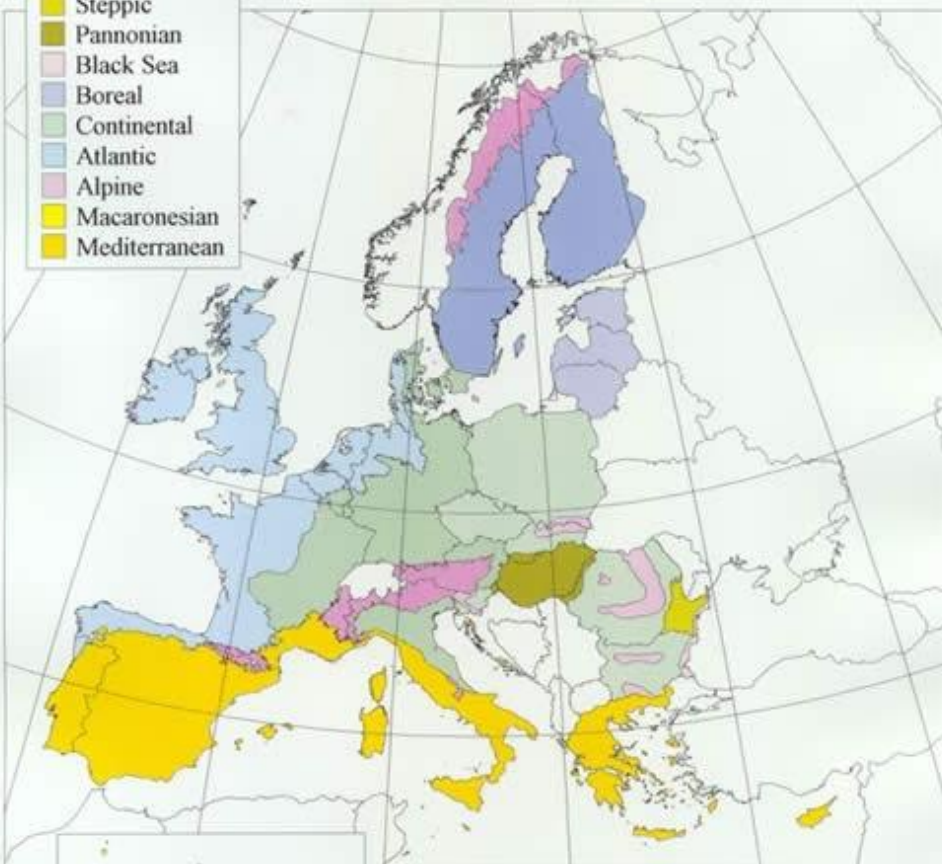 Steppic
Pannonian
Black Sea
Boreal
Continental
Atlantic
Alpine
Macaronesian
Mediterranean